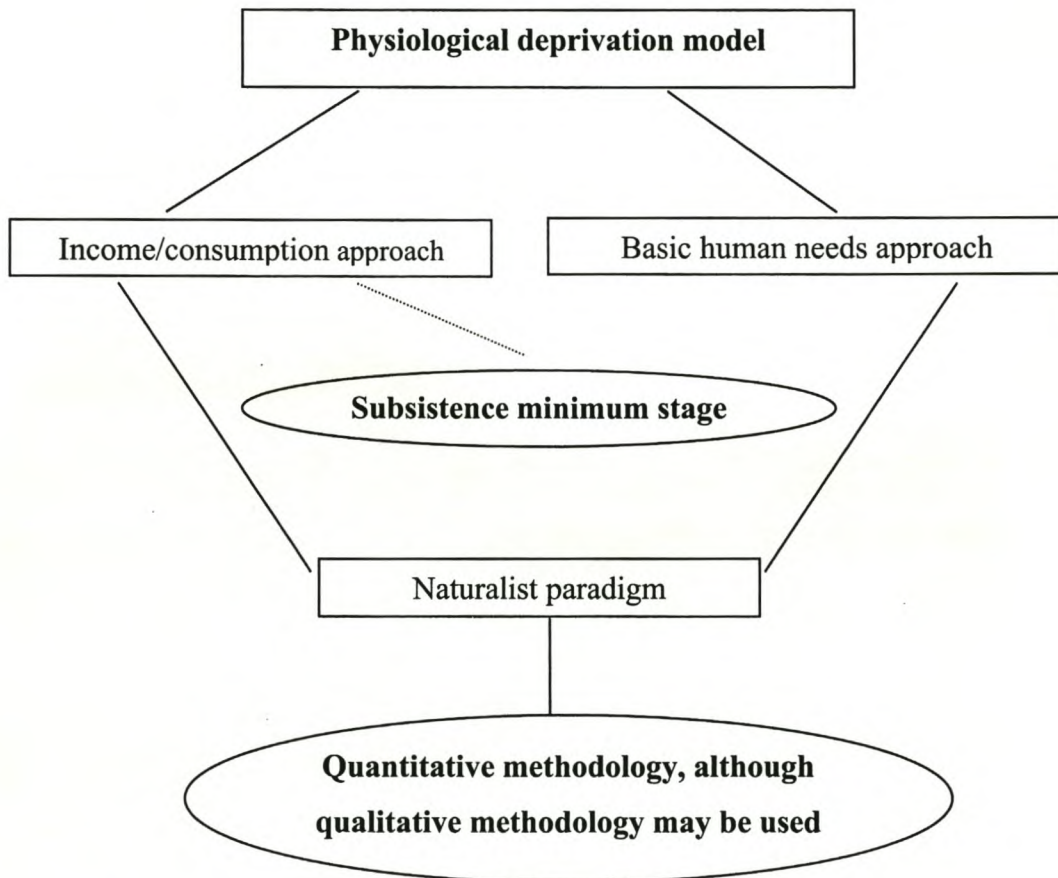 Physiological deprivation model
Income/consumption approach
Basic human needs approach
Subsistence minimum stage
Naturalist paradigm
Quantitative methodology, although
qualitative methodology may be used